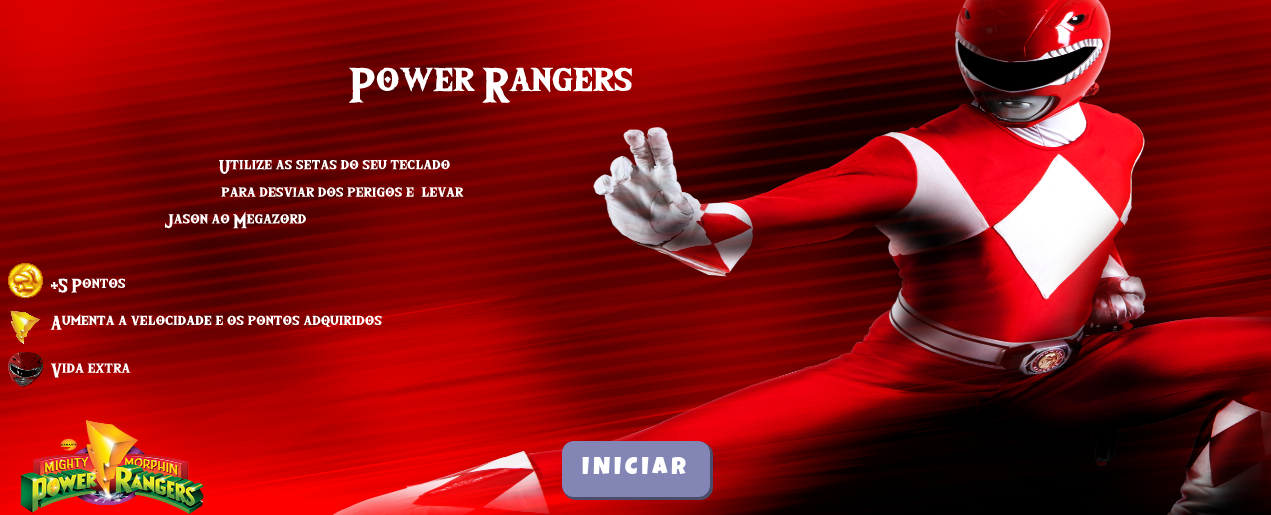 Power Rangers
Utilize as setas do seu teclado
para desviar dos perigos e levar
Jason ao Megazord
+5 Pontos
Aumenta a velocidade e os pontos adquiridos
Vida extra
MIGHTY MORPHIN
POWER RANGERS
INICIAR